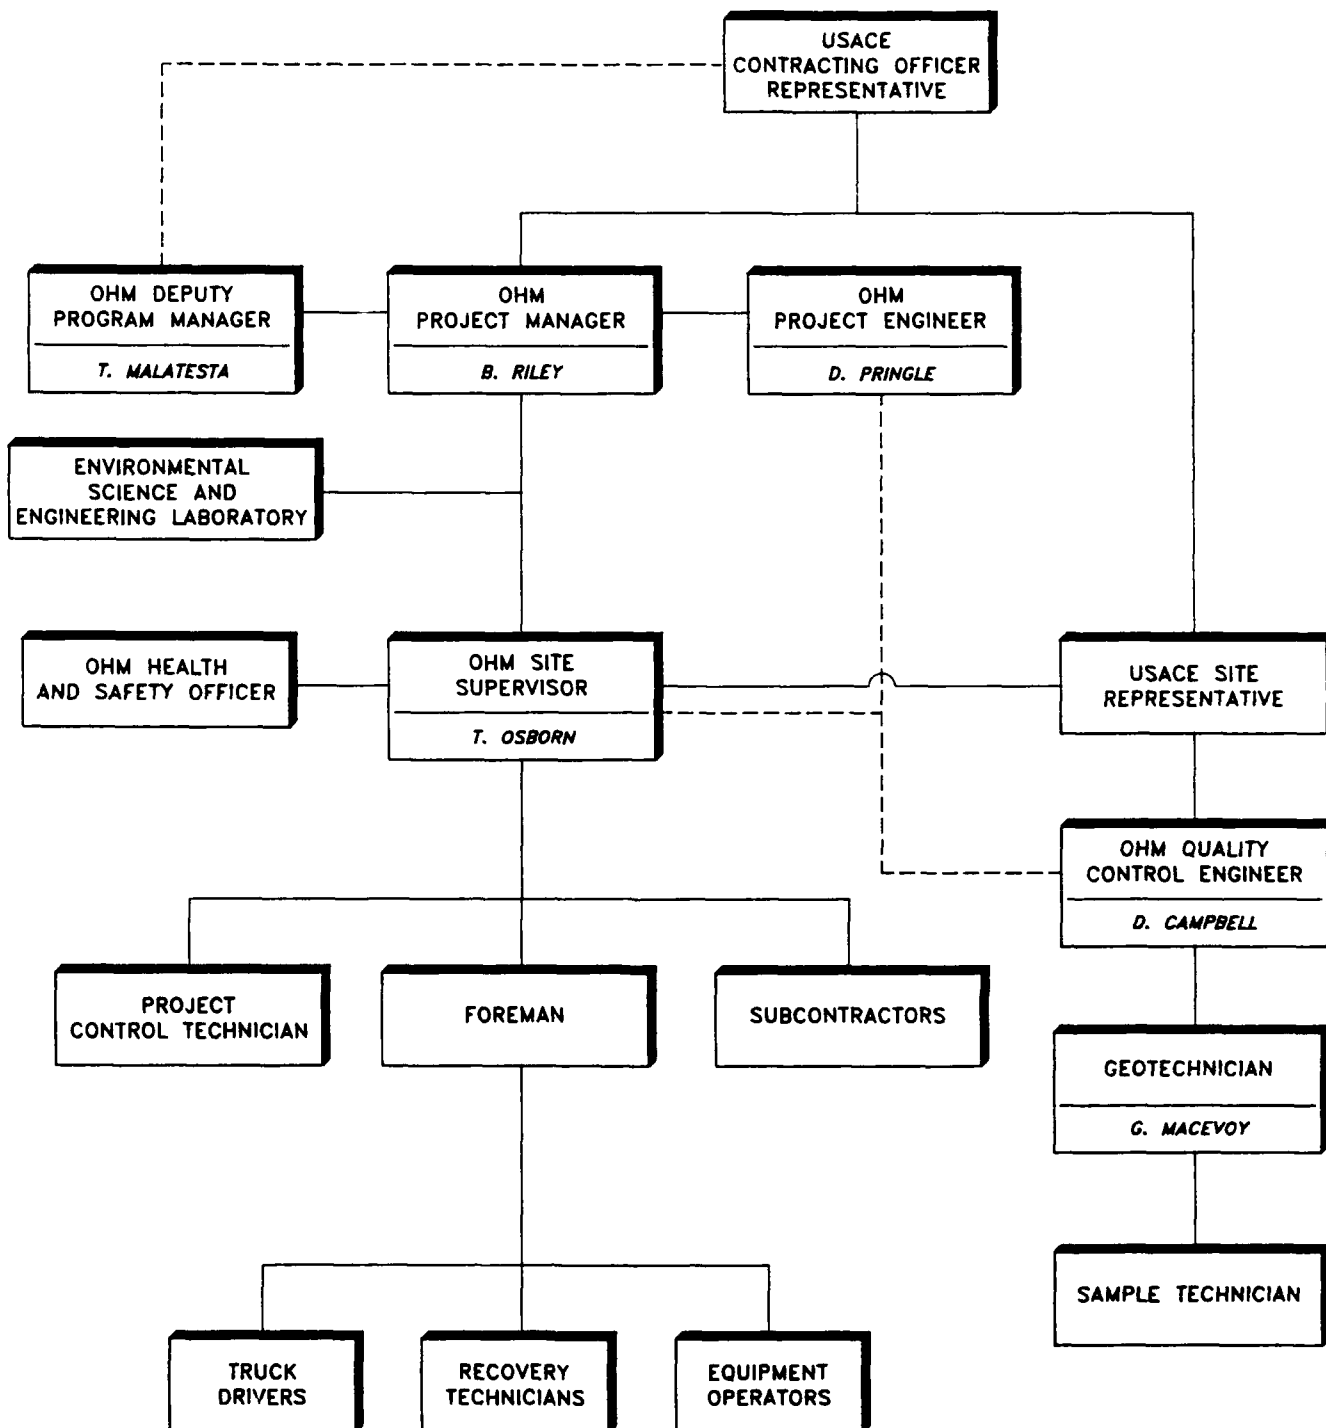 USACE
CONTRACTING OFFICER
REPRESENTATIVE
OHM DEPUTY
PROGRAM MANAGER
T. MALATESTA
OHM
PROJECT MANAGER
B. RILEY
OHM
PROJECT ENGINEER
D. PRINGLE
ENVIRONMENTAL
SCIENCE AND
ENGINEERING LABORATORY
OHM HEALTH
AND SAFETY OFFICER
OHM SITE
SUPERVISOR
T. OSBORN
USACE SITE
REPRESENTATIVE
OHM QUALITY
CONTROL ENGINEER
D. CAMPBELL
PROJECT
CONTROL TECHNICIAN
FOREMAN
SUBCONTRACTORS
GEOTECHNICIAN
G. MACEVOY
SAMPLE TECHNICIAN
TRUCK
DRIVERS
RECOVERY
TECHNICIANS
EQUIPMENT
OPERATORS